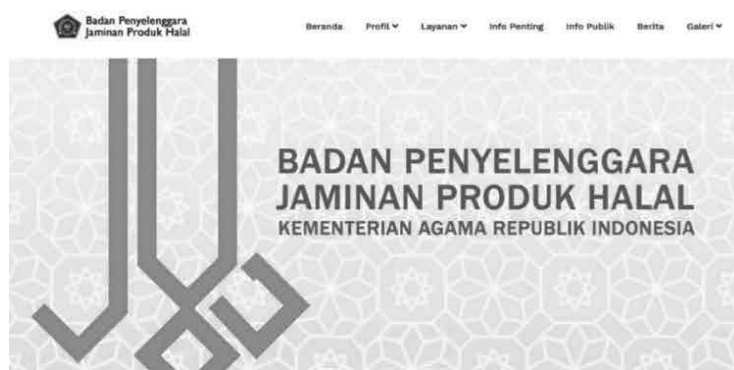 Badan Penyelenggara
Jaminan Produk Halal
Beranda Profil Layanan Info Penting Info Publik Berita Galeri
BADAN PENYELENGGARA
JAMINAN PRODUK HALAL
KEMENTERIAN AGAMA REPUBLIK INDONESIA